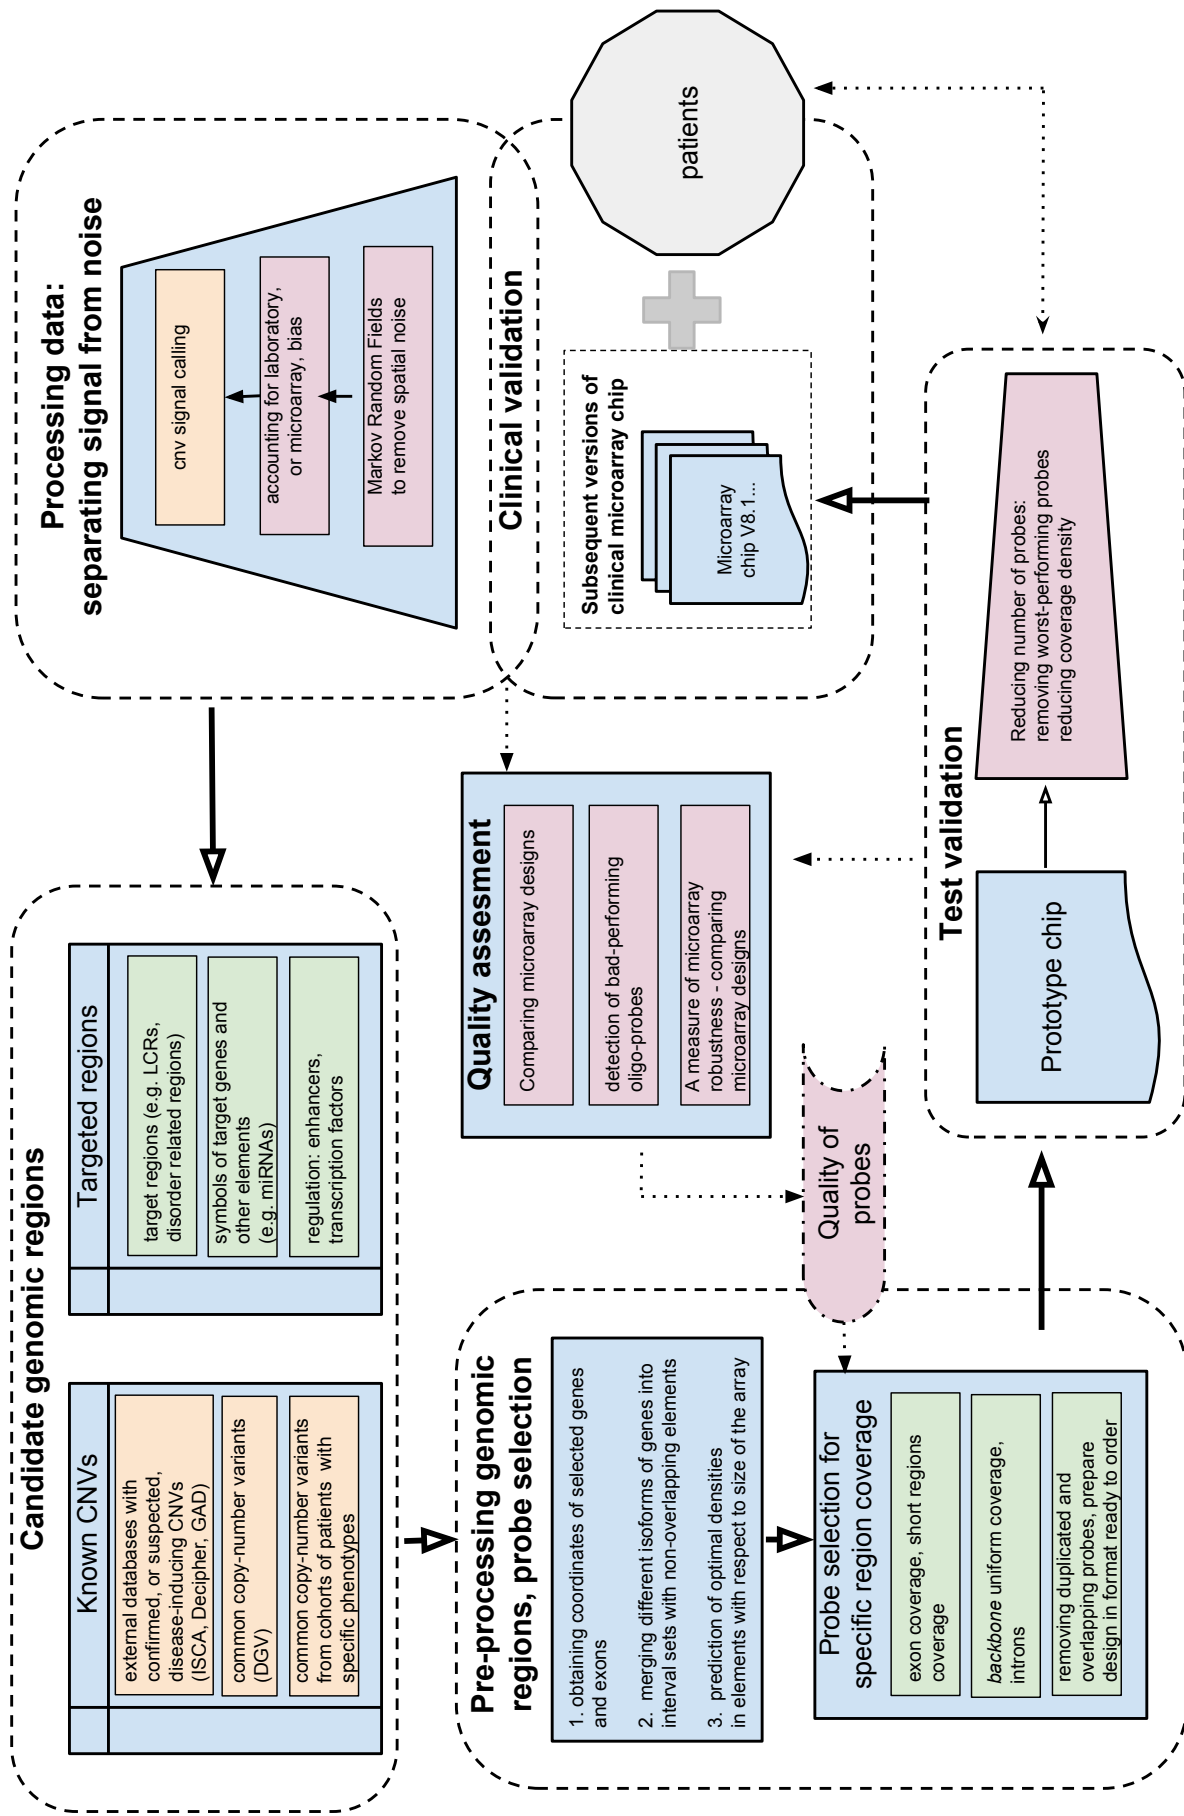 Candidate genomic regions
Known CNVs
external databases with
confirmed, or suspected,
disease-inducing CNVs
(ISCA, Decipher, GAD)
common copy-number variants
(DGV)
common copy-number variants
from cohorts of patients with
specific phenotypes
Targeted regions
target regions (e.g. LCRs,
disorder related regions)
symbols of target genes and
other elements
(e.g. miRNAs)
regulation: enhancers,
transcription factors
Processing data:
separating signal from noise
cnv signal calling
accounting for laboratory,
or microarray, bias
Markov Random Fields
to remove spatial noise
Pre-processing genomic
regions, probe selection
1. obtaining coordinates of selected genes
and exons
2. merging different isoforms of genes into
interval sets with non-overlapping elements
3. prediction of optimal densities
in elements with respect to size of the array
Probe selection for
specific region coverage
exon coverage, short regions
coverage
backbone uniform coverage,
introns
removing duplicated and
overlapping probes, prepare
design in format ready to order
Quality assesment
Comparing microarray designs
detection of bad-performing
oligo-probes
A measure of microarray
robustness - comparing
microarray designs
Quality of
probes
Clinical validation
Subsequent versions of
clinical microarray chip
Microarray
chip V8.1...
patients
Test validation
Prototype chip
Reducing number of probes:
removing worst-performing probes
reducing coverage density